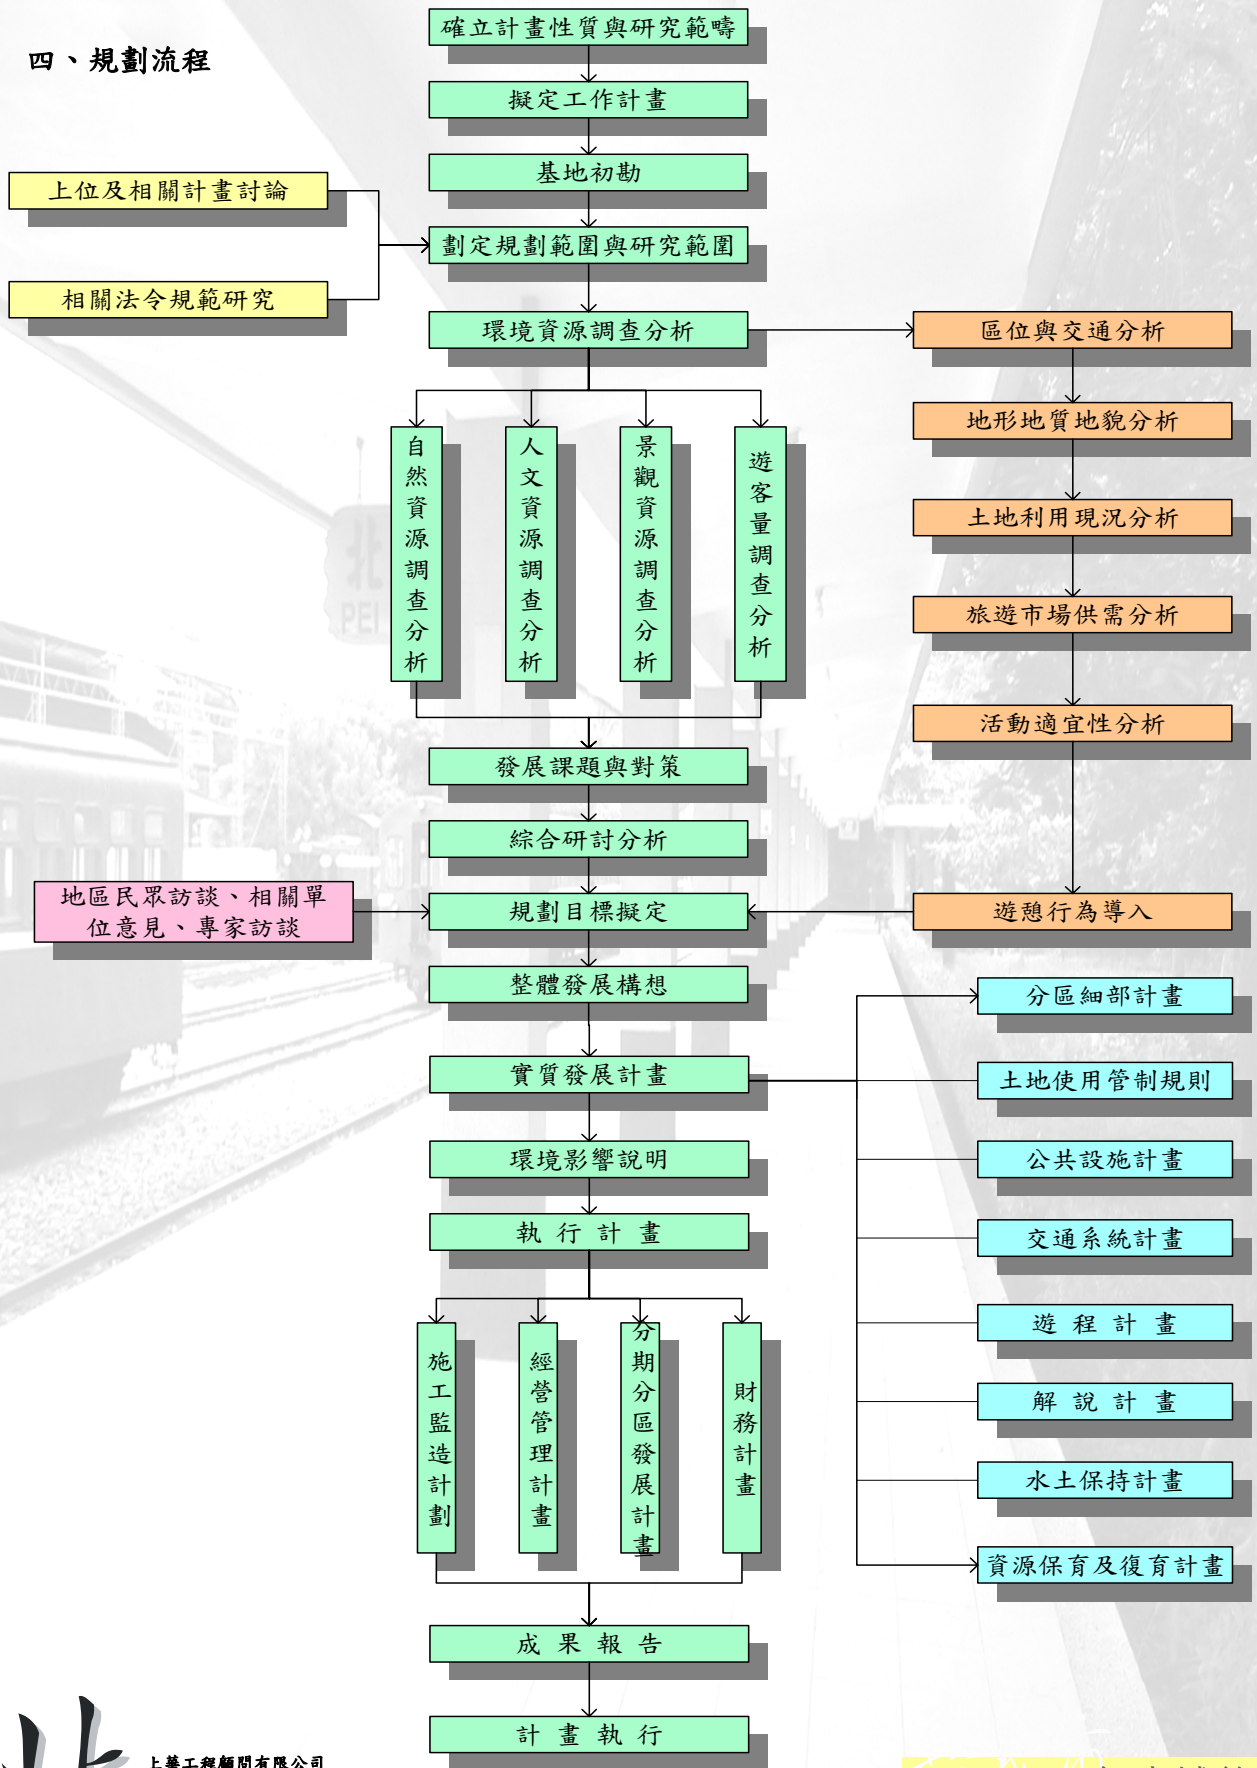 四、規劃流程
確立計畫性質與研究範疇
擬定工作計畫
基地初勘
上位及相關計畫討論
劃定規劃範圍與研究範圍
相關法令規範研究
環境資源調查分析
區位與交通分析
地形地質地貌分析
土地利用現況分析
旅遊市場供需分析
活動適宜性分析
自然資源調查分析
人文資源調查分析
景觀資源調查分析
遊客量調查分析
發展課題與對策
綜合研討分析
地區民眾訪談、相關單
位意見、專家訪談
規劃目標擬定
遊憩行為導入
整體發展構想
實質發展計畫
分區細部計畫
土地使用管制規則
公共設施計畫
交通系統計畫
遊程計畫
解說計畫
水土保持計畫
資源保育及復育計畫
環境影響說明
執行計畫
施工監造計劃
經營管理計畫
分期分區發展計畫
財務計畫
成果報告
計畫執行
上華工程顧問有限公司
北
PEI